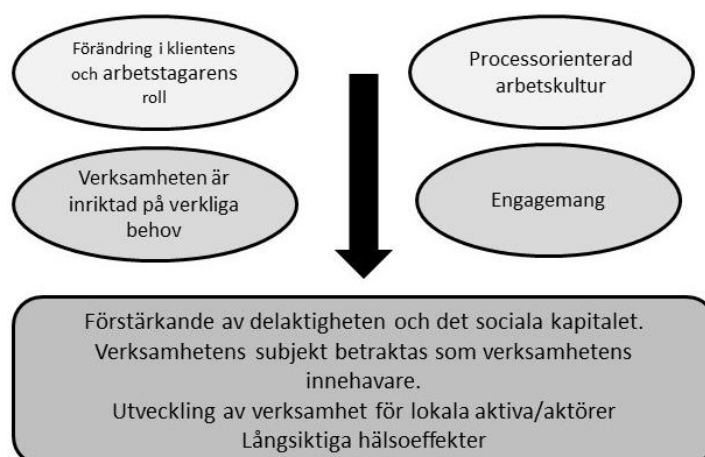 Förändring i klientens
och arbetstagarens
roll
Processorienterad
arbetskultur
Verksamheten är
inriktad på verkliga
behov
Engagemang
Förstärkande av delaktigheten och det sociala kapitalet.
Verksamhetens subjekt betraktas som verksamhetens
innehavare.
Utveckling av verksamhet för lokala aktiva/aktörer
Långsiktiga hälsoeffekter